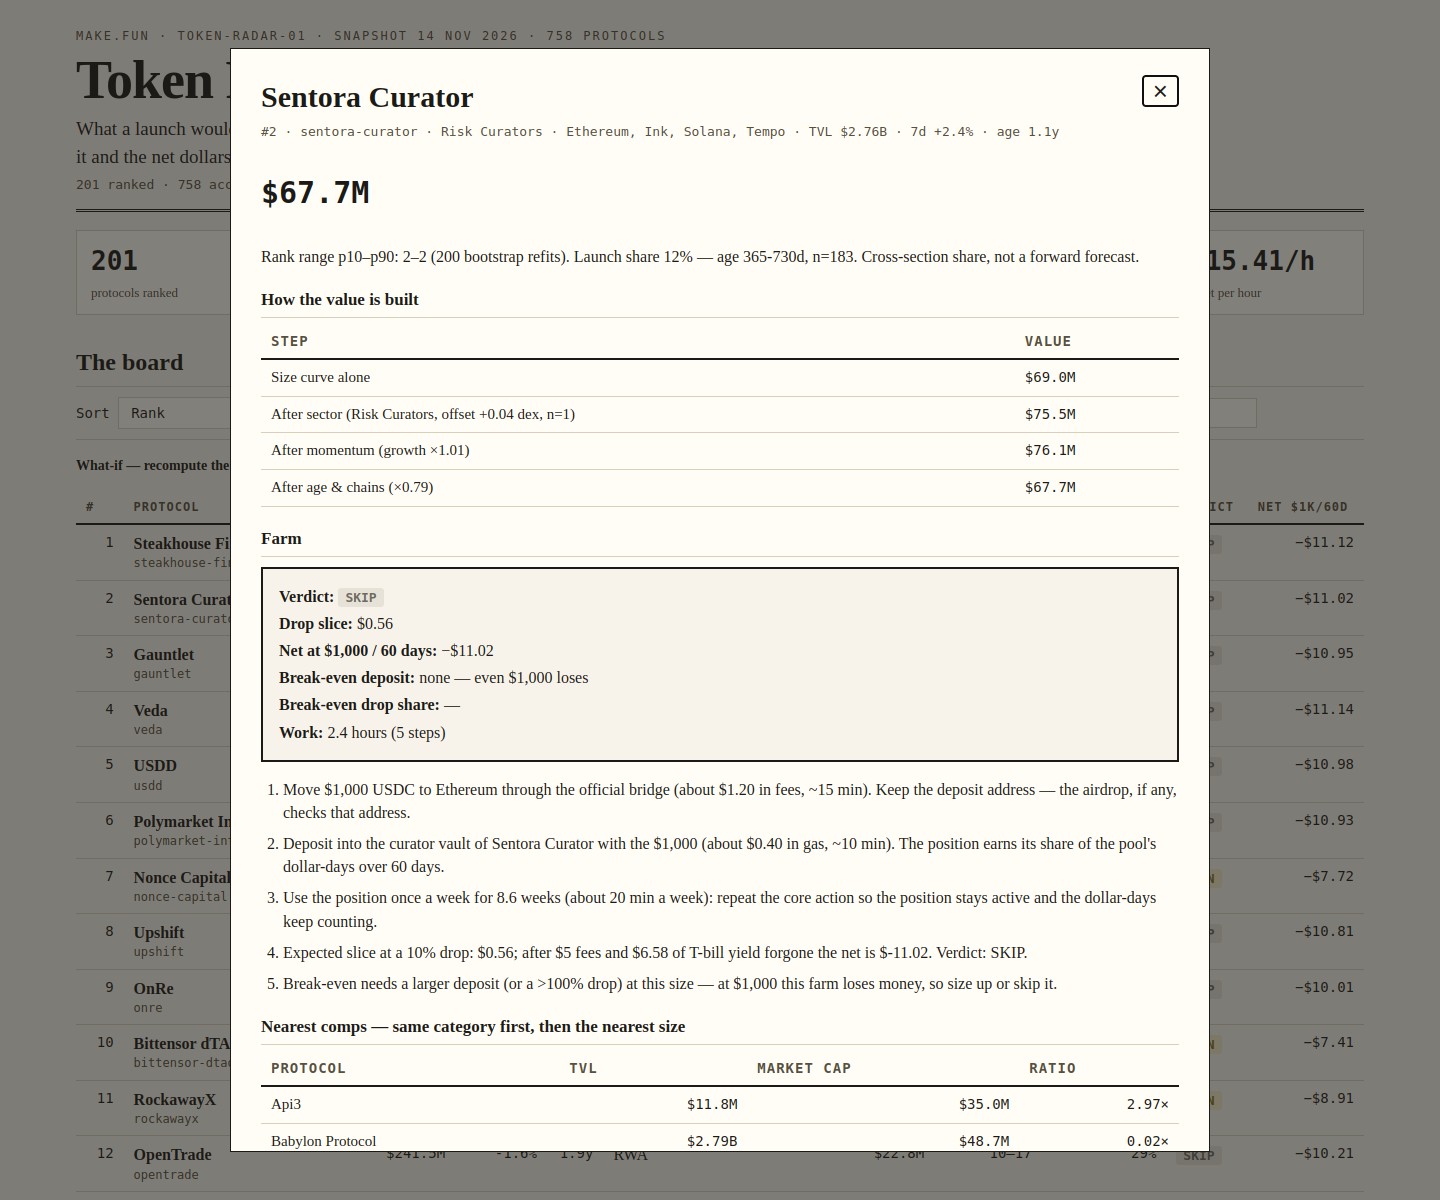 MAKE.FUN · TOKEN-RADAR-01 · SNAPSHOT 14 NOV 2026 · 758 PROTOCOLS
Token
What a launch
it and the net dollars
201 ranked · 758
201
protocols ranked
15.41/h
per hour
The board
Sort Rank
What-if — recompute the
# PROTOCOL NET $1K/60D
1 Steakhouse −$11.12
2 Sentora −$11.02
3 Gauntlet −$10.95
gauntlet
4 Veda −$11.14
veda
5 USDD −$10.98
usdd
6 Polymarket −$10.93
7 Nonce Capital −$7.72
nonce-capital
8 Upshift −$10.81
upshift
9 OnRe −$10.01
onre
10 Bittensor −$7.41
11 RockawayX −$8.91
rockawayx
12 OpenTrade $241.5M -1.6% 1.9y RWA $22.8M 10–17 29% SKIP −$10.21
opentrade
Sentora Curator
×
#2 · sentora-curator · Risk Curators · Ethereum, Ink, Solana, Tempo · TVL $2.76B · 7d +2.4% · age 1.1y
$67.7M
Rank range p10–p90: 2–2 (200 bootstrap refits). Launch share 12% — age 365-730d, n=183. Cross-section share, not a forward forecast.
How the value is built
STEP VALUE
Size curve alone $69.0M
After sector (Risk Curators, offset +0.04 dex, n=1) $75.5M
After momentum (growth ×1.01) $76.1M
After age & chains (×0.79) $67.7M
Farm
Verdict: SKIP
Drop slice: $0.56
Net at $1,000 / 60 days: −$11.02
Break-even deposit: none — even $1,000 loses
Break-even drop share: —
Work: 2.4 hours (5 steps)
1. Move $1,000 USDC to Ethereum through the official bridge (about $1.20 in fees, ~15 min). Keep the deposit address — the airdrop, if any,
checks that address.
2. Deposit into the curator vault of Sentora Curator with the $1,000 (about $0.40 in gas, ~10 min). The position earns its share of the pool's
dollar-days over 60 days.
3. Use the position once a week for 8.6 weeks (about 20 min a week): repeat the core action so the position stays active and the dollar-days
keep counting.
4. Expected slice at a 10% drop: $0.56; after $5 fees and $6.58 of T-bill yield forgone the net is $-11.02. Verdict: SKIP.
5. Break-even needs a larger deposit (or a >100% drop) at this size — at $1,000 this farm loses money, so size up or skip it.
Nearest comps — same category first, then the nearest size
PROTOCOL TVL MARKET CAP RATIO
Api3 $11.8M $35.0M 2.97×
Babylon Protocol $2.79B $48.7M 0.02×